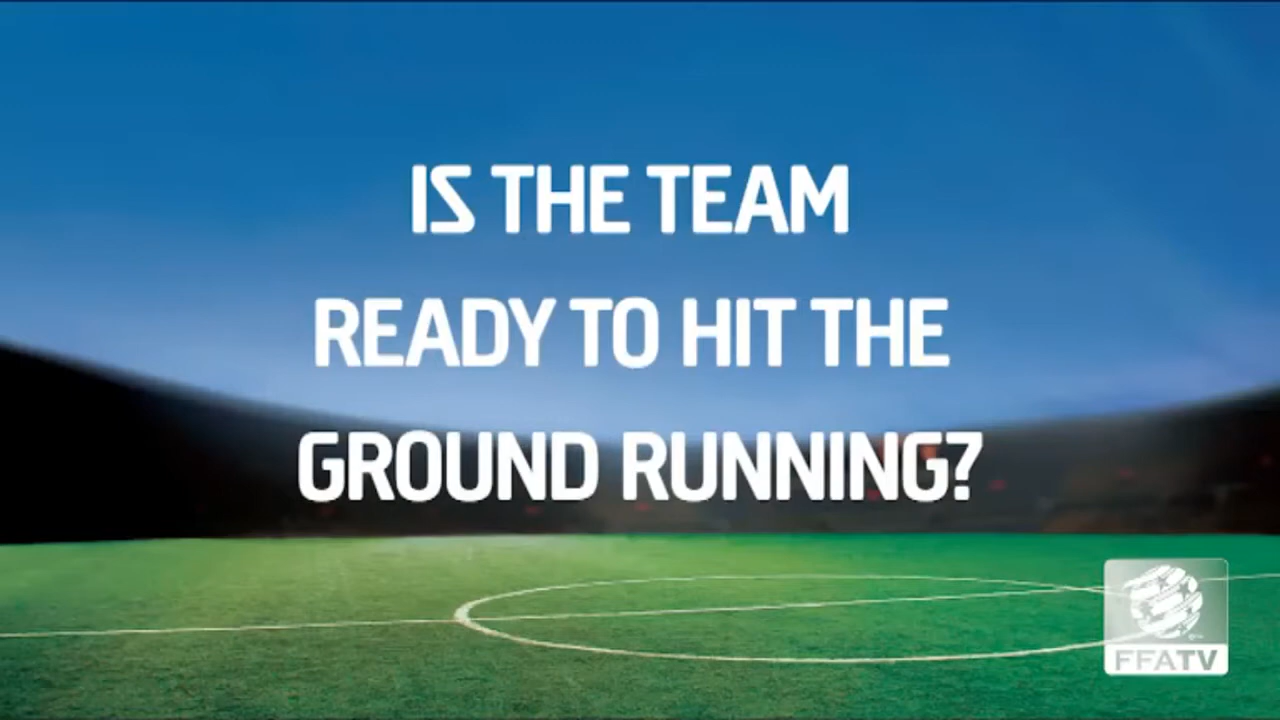 IS THE TEAM
READY TO HIT THE
GROUND RUNNING?
FFATV